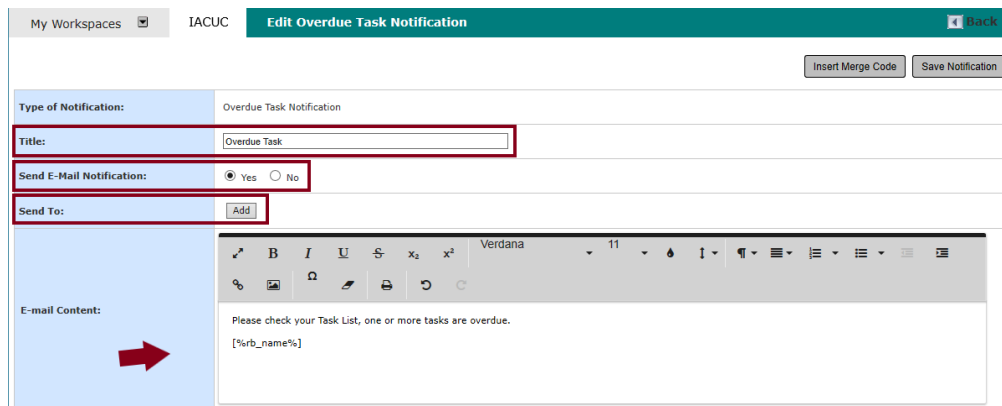 My Workspaces IACUC Edit Overdue Task Notification Back
Insert Merge Code Save Notification
Type of Notification: Overdue Task Notification
Title: Overdue Task
Send E-Mail Notification: Yes No
Send To: Add
B I U S x₂ x² Verdana 11
Ω
E-mail Content:
Please check your Task List, one or more tasks are overdue.
[%rb_name%]